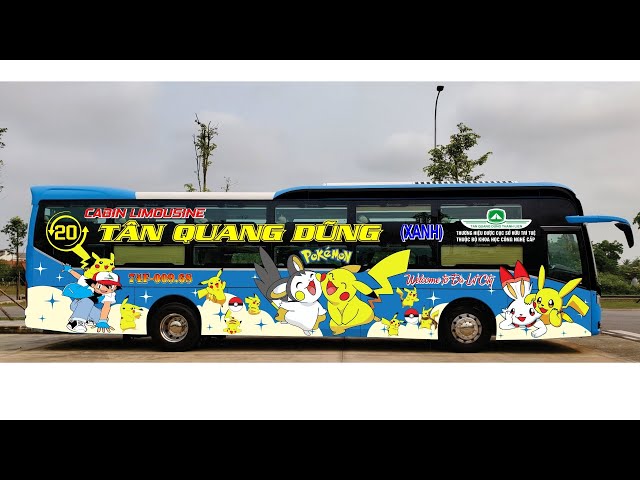 20
CABIN LIMOUSINE
TÂN QUANG DŨNG
(XANH)
THƯƠNG HIỆU ĐƯỢC CỤC SỞ HỮU TRÍ TUỆ
THUỘC BỘ KHOA HỌC CÔNG NGHỆ CẤP
POKéMON
Welcome to Đà Lạt City